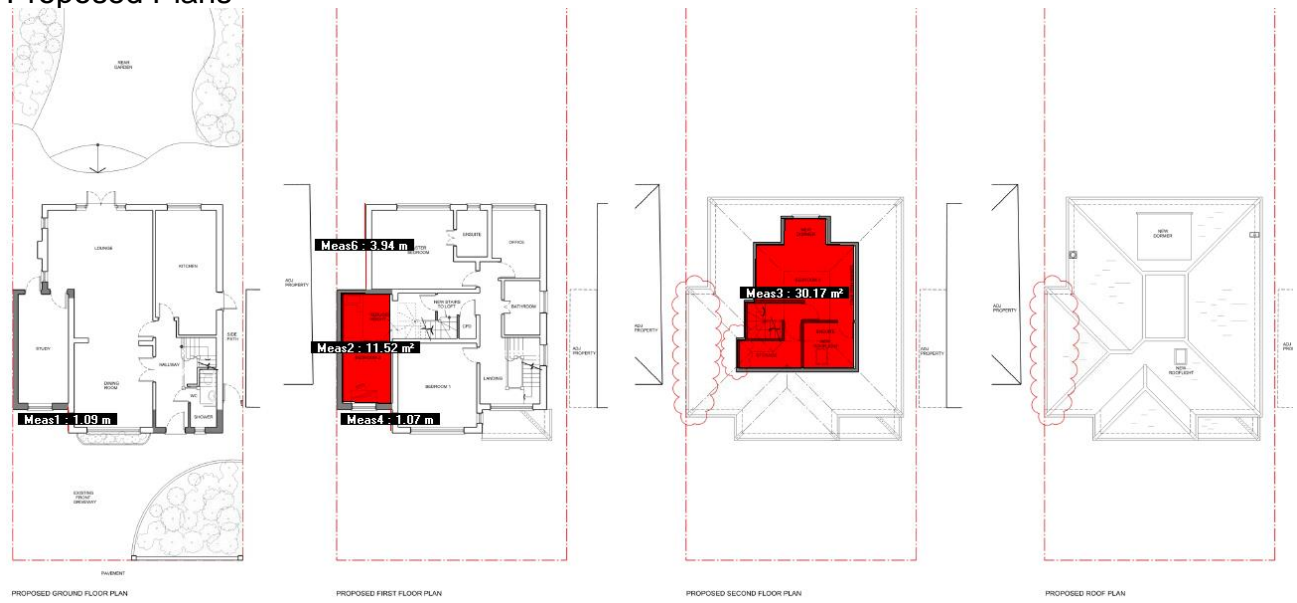 Proposed Plans
REAR
GARDEN
LOUNGE
KITCHEN
STUDY
DINING
ROOM
HALLWAY
WC
SHOWER
SIDE
PATH
Meas1 : 1.09 m
EXISTING
FRONT
DRIVEWAY
PAVEMENT
PROPOSED GROUND FLOOR PLAN
ADJ
PROPERTY
Meas6 : 3.94 m
BEDROOM
ENSUITE
OFFICE
NEW STAIRS
TO LOFT
CPD
BATHROOM
Meas2 : 11.52 m²
BEDROOM 1
LANDING
Meas4 : 1.07 m
ADJ
PROPERTY
PROPOSED FIRST FLOOR PLAN
ADJ
PROPERTY
NEW
DORMER
Meas3 : 30.17 m²
ADJ
PROPERTY
PROPOSED SECOND FLOOR PLAN
ADJ
PROPERTY
NEW
DORMER
NEW
ROOFLIGHT
ADJ
PROPOSED ROOF PLAN